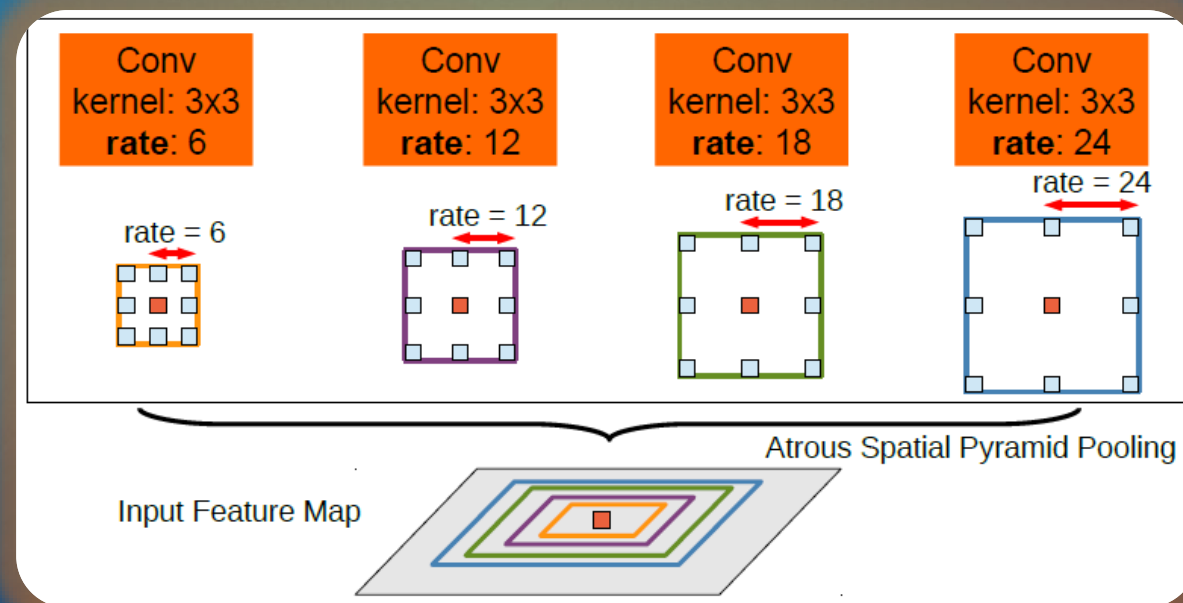 Conv
kernel: 3x3
rate: 6
Conv
kernel: 3x3
rate: 12
Conv
kernel: 3x3
rate: 18
Conv
kernel: 3x3
rate: 24
rate = 6
rate = 12
rate = 18
rate = 24
Atrous Spatial Pyramid Pooling
Input Feature Map